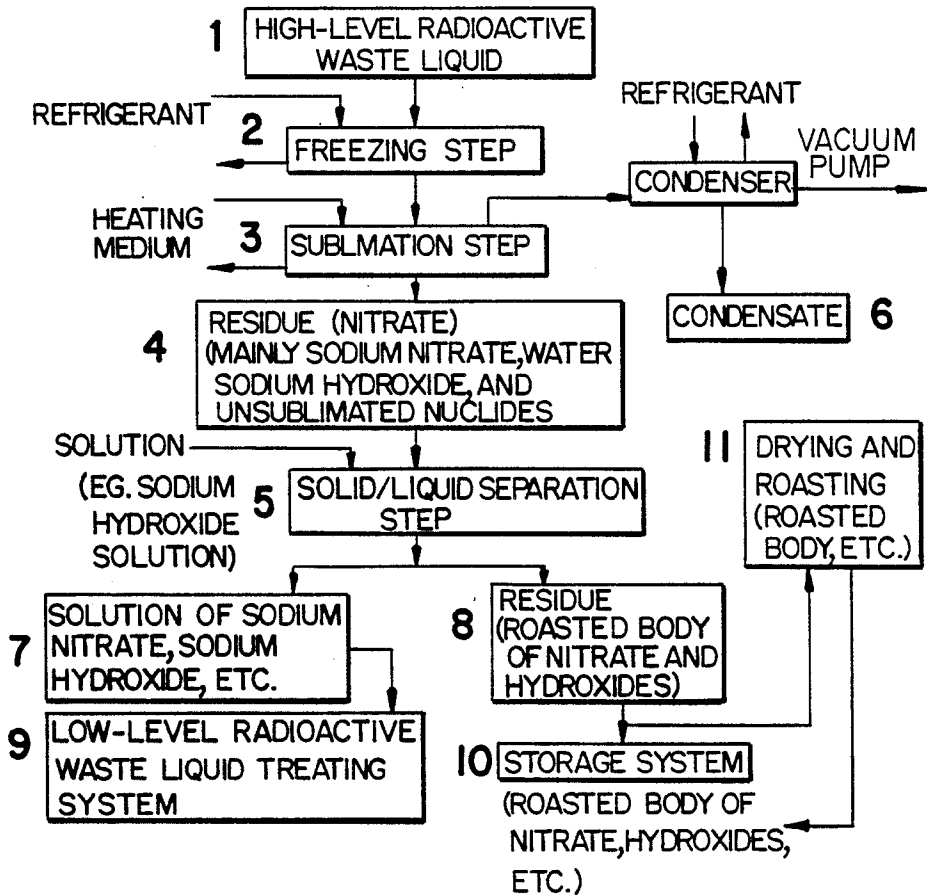 1
HIGH-LEVEL RADIOACTIVE
WASTE LIQUID
REFRIGERANT
2
FREEZING STEP
REFRIGERANT
VACUUM
PUMP
CONDENSER
HEATING
MEDIUM
3
SUBLMATION STEP
CONDENSATE
6
4
RESIDUE (NITRATE)
(MAINLY SODIUM NITRATE, WATER
SODIUM HYDROXIDE, AND
UNSUBLIMATED NUCLIDES
SOLUTION
(EG. SODIUM
HYDROXIDE
SOLUTION)
5
SOLID/LIQUID SEPARATION
STEP
11
DRYING AND
ROASTING
(ROASTED
BODY, ETC.)
7
SOLUTION OF SODIUM
NITRATE, SODIUM
HYDROXIDE, ETC.
8
RESIDUE
(ROASTED BODY
OF NITRATE AND
HYDROXIDES)
9
LOW-LEVEL RADIOACTIVE
WASTE LIQUID TREATING
SYSTEM
10
STORAGE SYSTEM
(ROASTED BODY OF
NITRATE, HYDROXIDES,
ETC.)